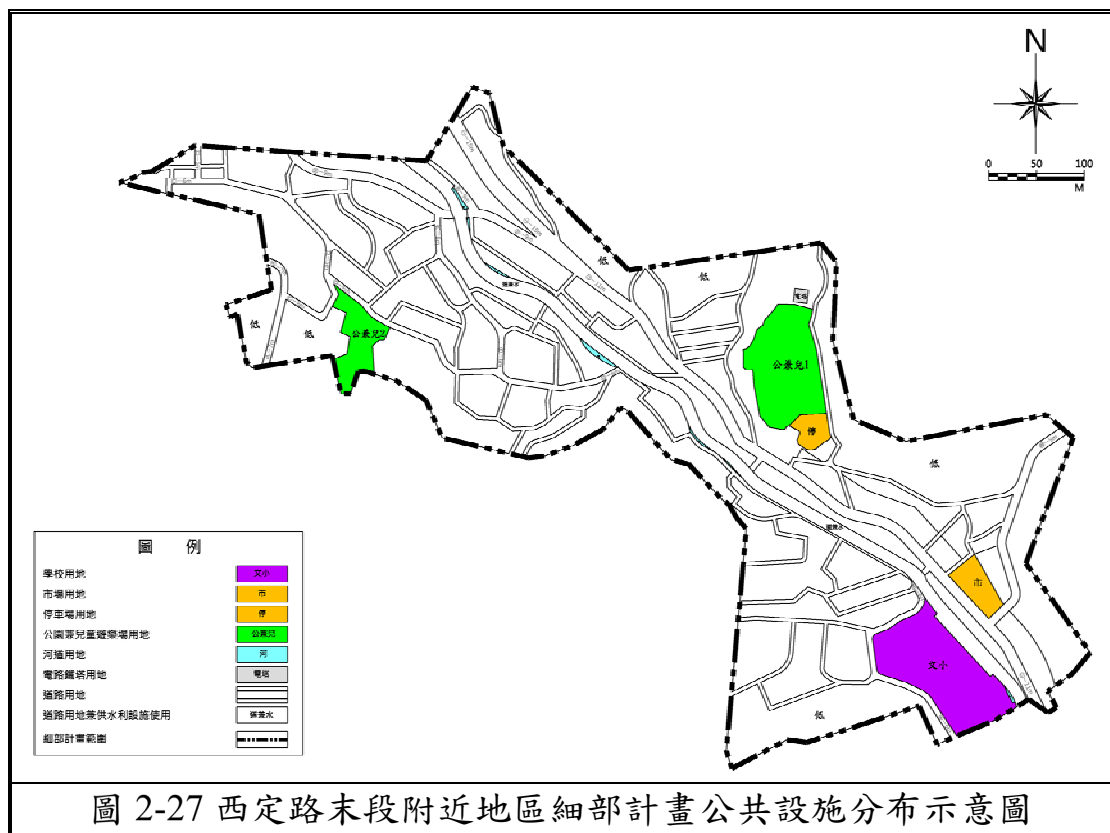 N
0 50 100
M
低
低
電塔
公兼兒1
低
低
公兼兒2
停
低
市
文小
低
圖 例
學校用地 文小
市場用地 市
停車場用地 停
公園兼兒童遊樂場用地 公兼兒
河道用地 河
電路鐵塔用地 電塔
道路用地
道路用地兼供水利設施使用 道兼水
細部計畫範圍
圖 2-27 西定路末段附近地區細部計畫公共設施分布示意圖